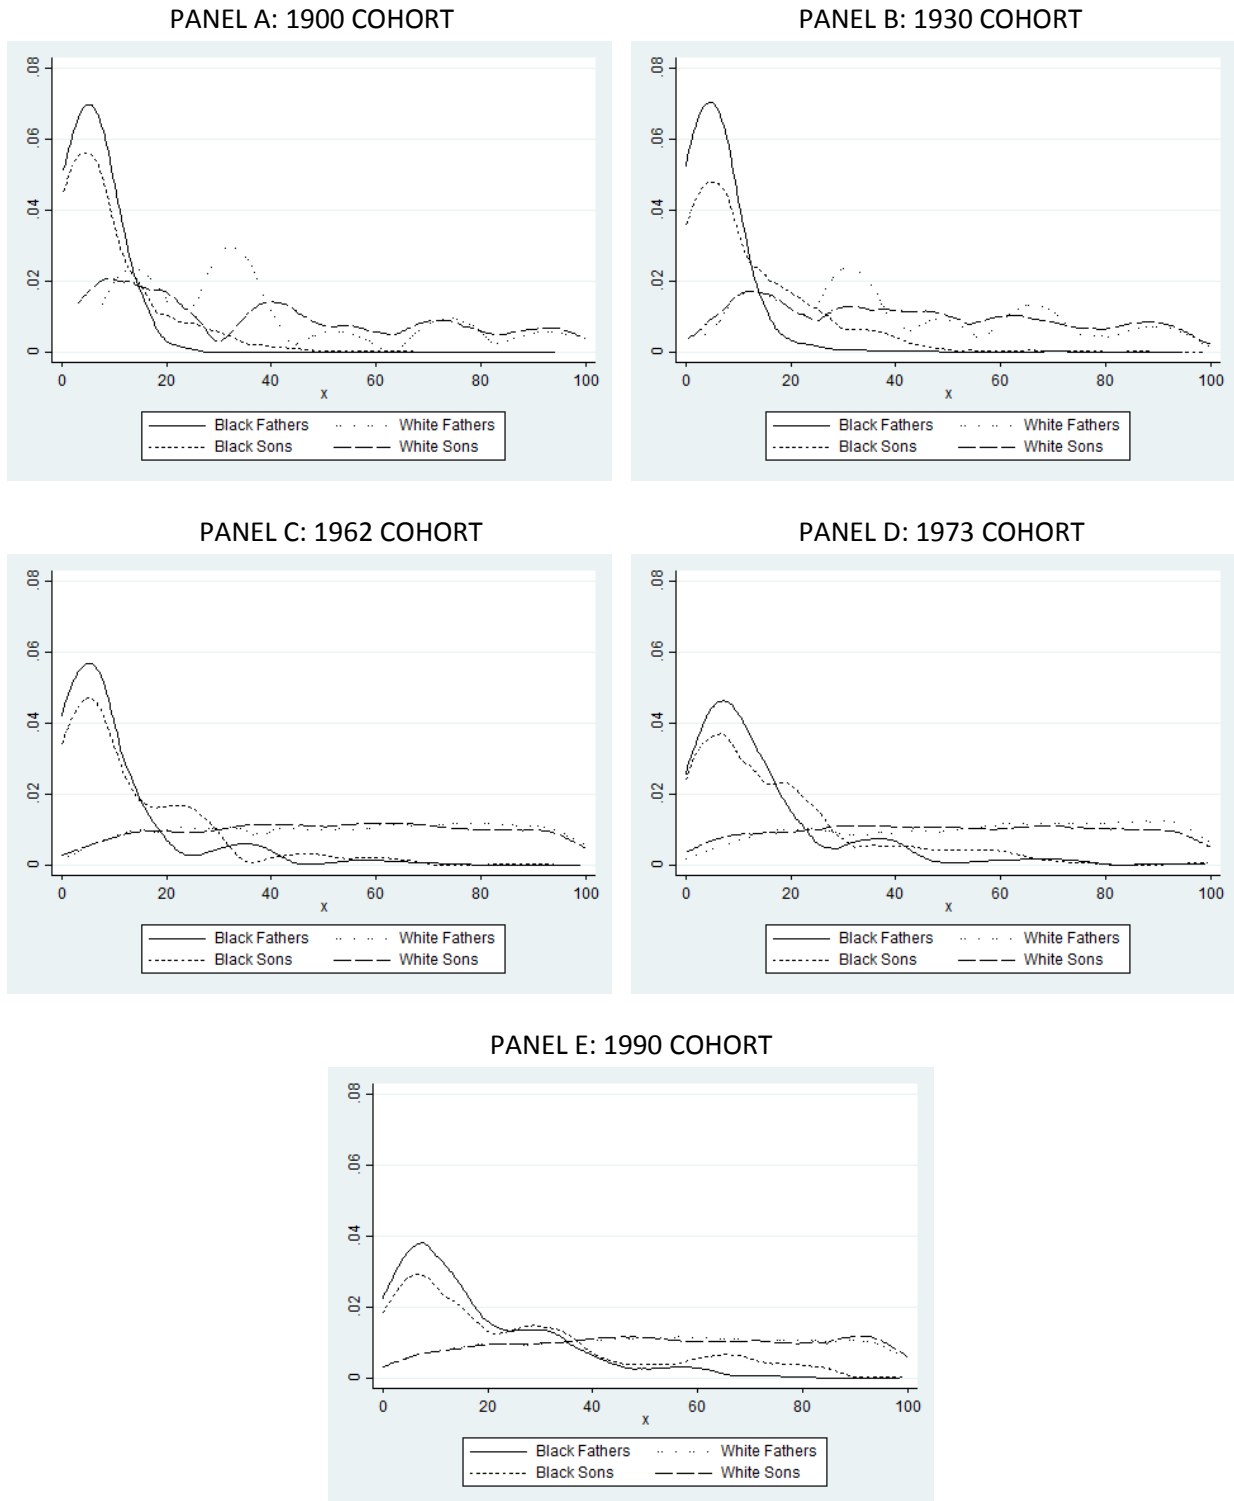 PANEL A: 1900 COHORT
.08
.06
.04
.02
0
0 20 40 60 80 100
x
Black Fathers White Fathers
Black Sons White Sons
PANEL B: 1930 COHORT
.08
.06
.04
.02
0
0 20 40 60 80 100
x
Black Fathers White Fathers
Black Sons White Sons
PANEL C: 1962 COHORT
.08
.06
.04
.02
0
0 20 40 60 80 100
x
Black Fathers White Fathers
Black Sons White Sons
PANEL D: 1973 COHORT
.08
.06
.04
.02
0
0 20 40 60 80 100
x
Black Fathers White Fathers
Black Sons White Sons
PANEL E: 1990 COHORT
.08
.06
.04
.02
0
0 20 40 60 80 100
x
Black Fathers White Fathers
Black Sons White Sons